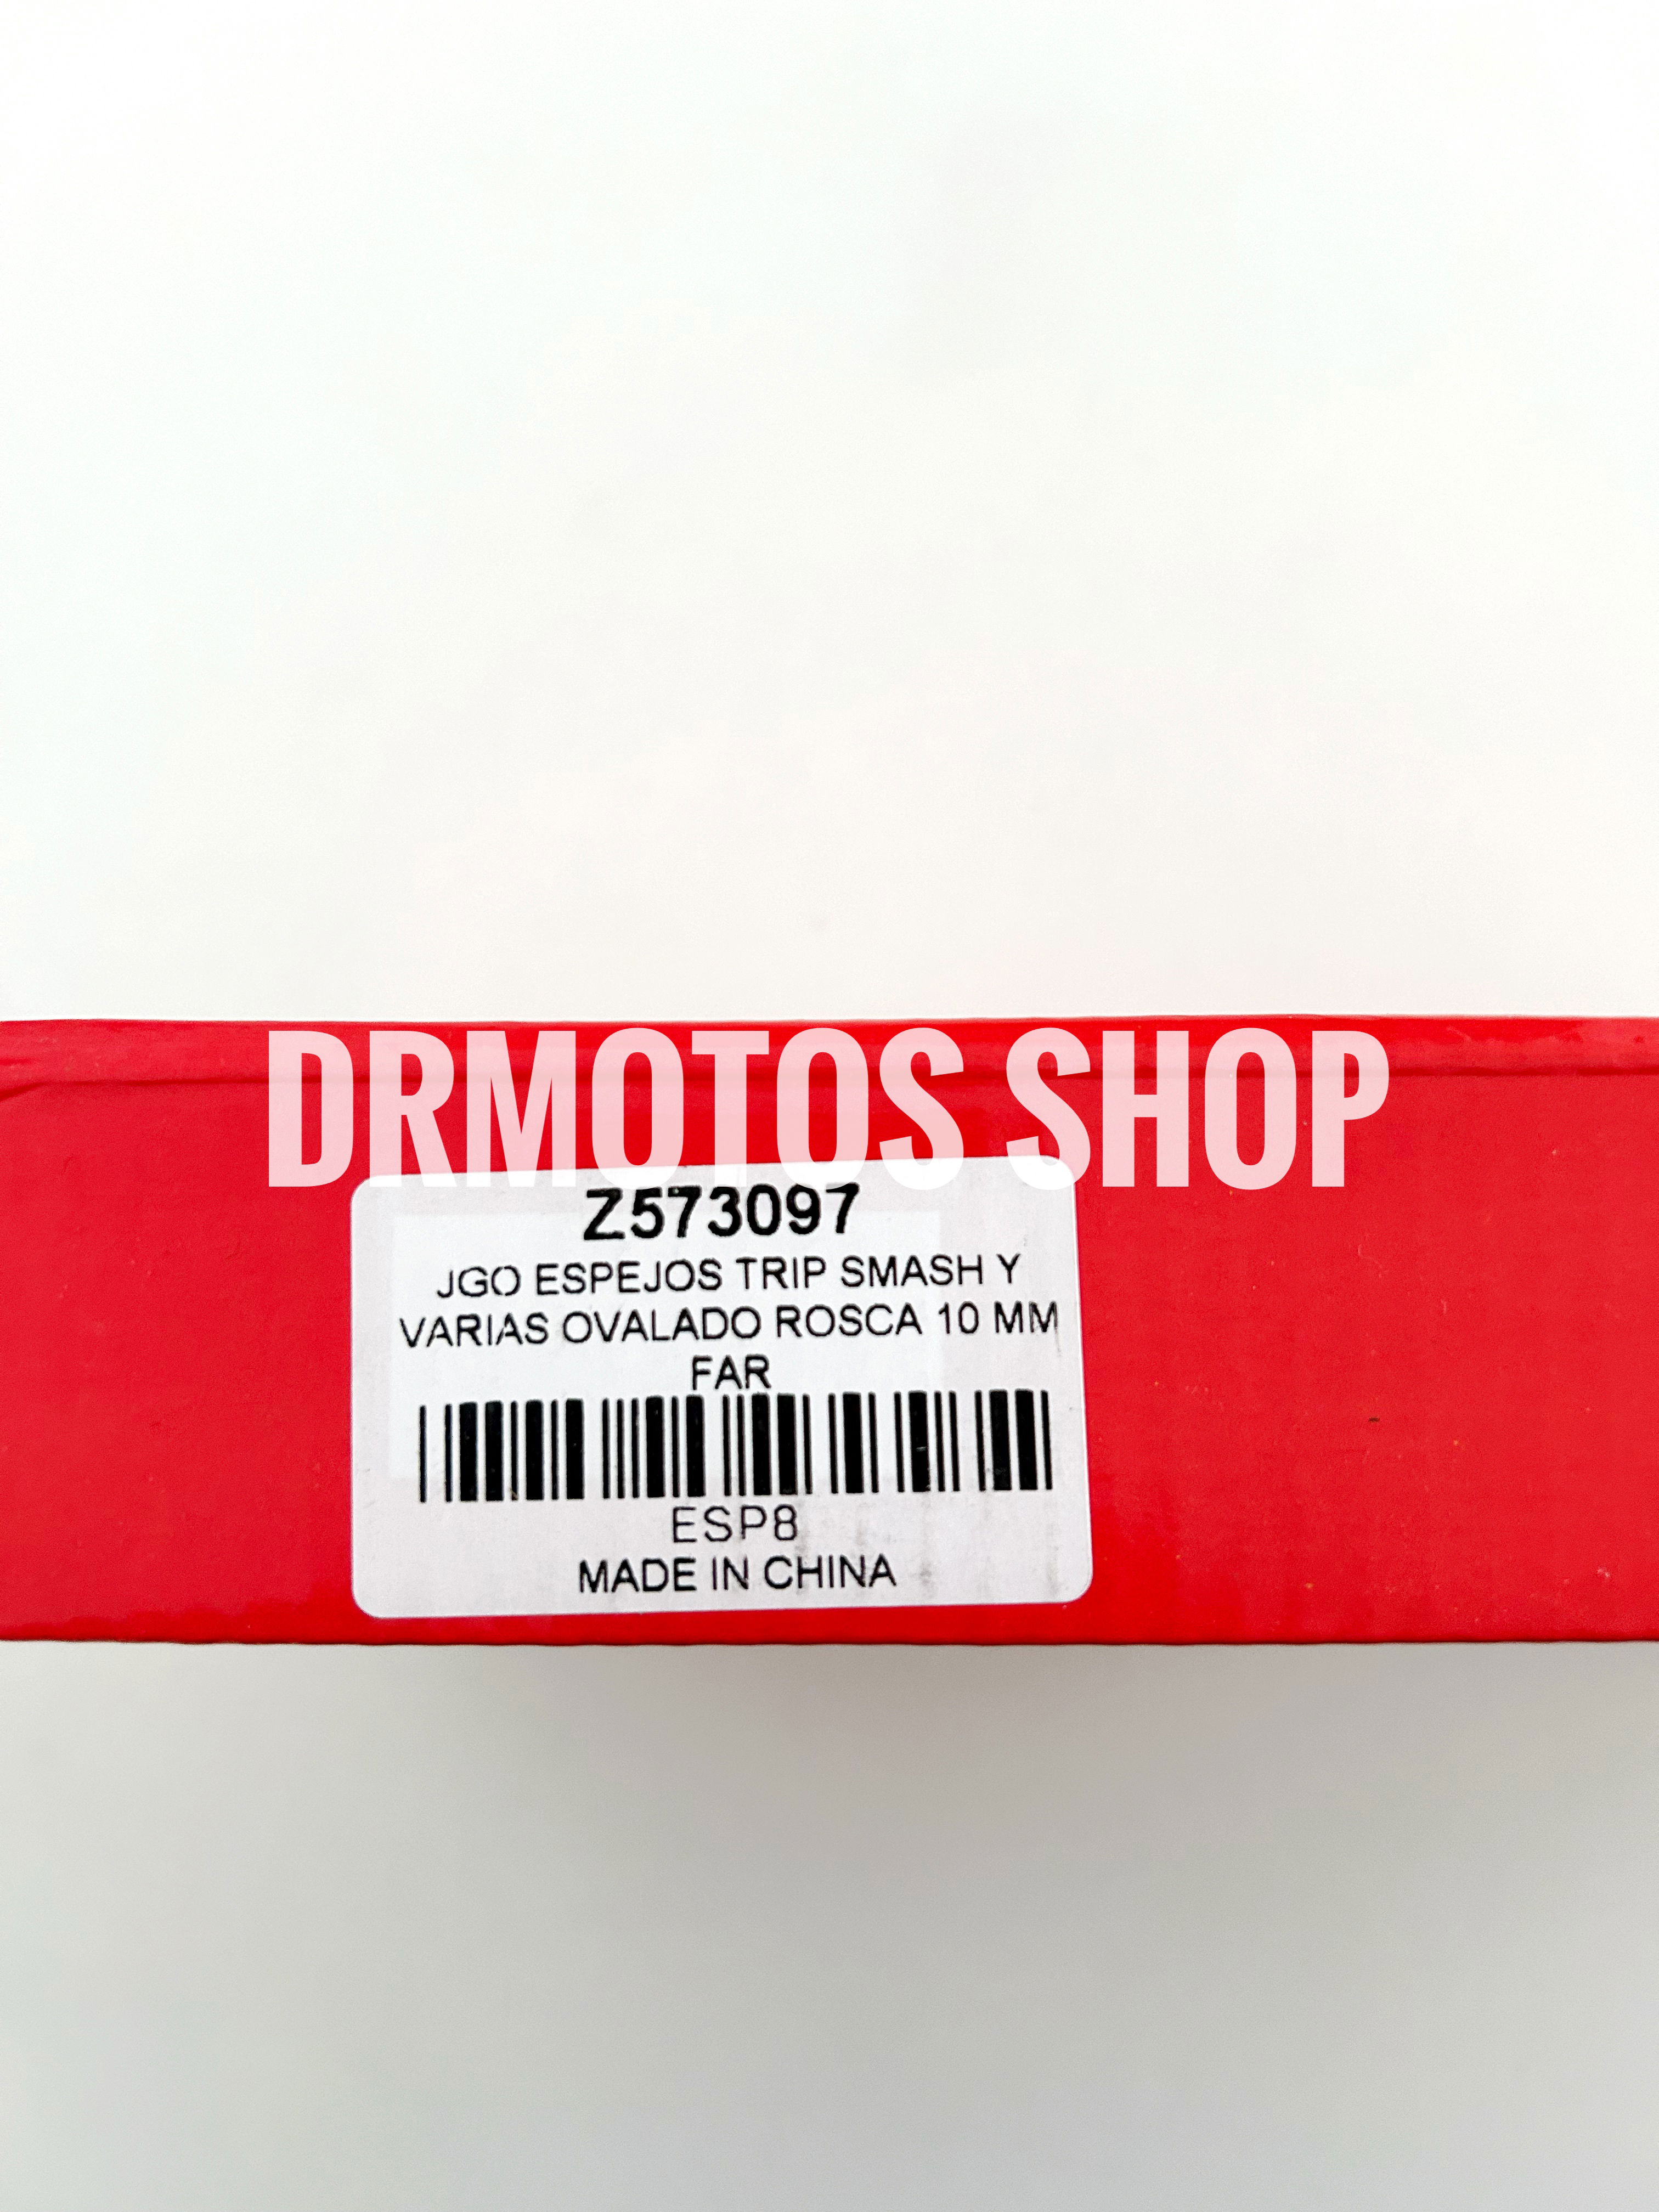 DRMOTOS SHOP
Z573097
JGO ESPEJOS TRIP SMASH Y
VARIAS OVALADO ROSCA 10 MM
FAR
ESP8
MADE IN CHINA